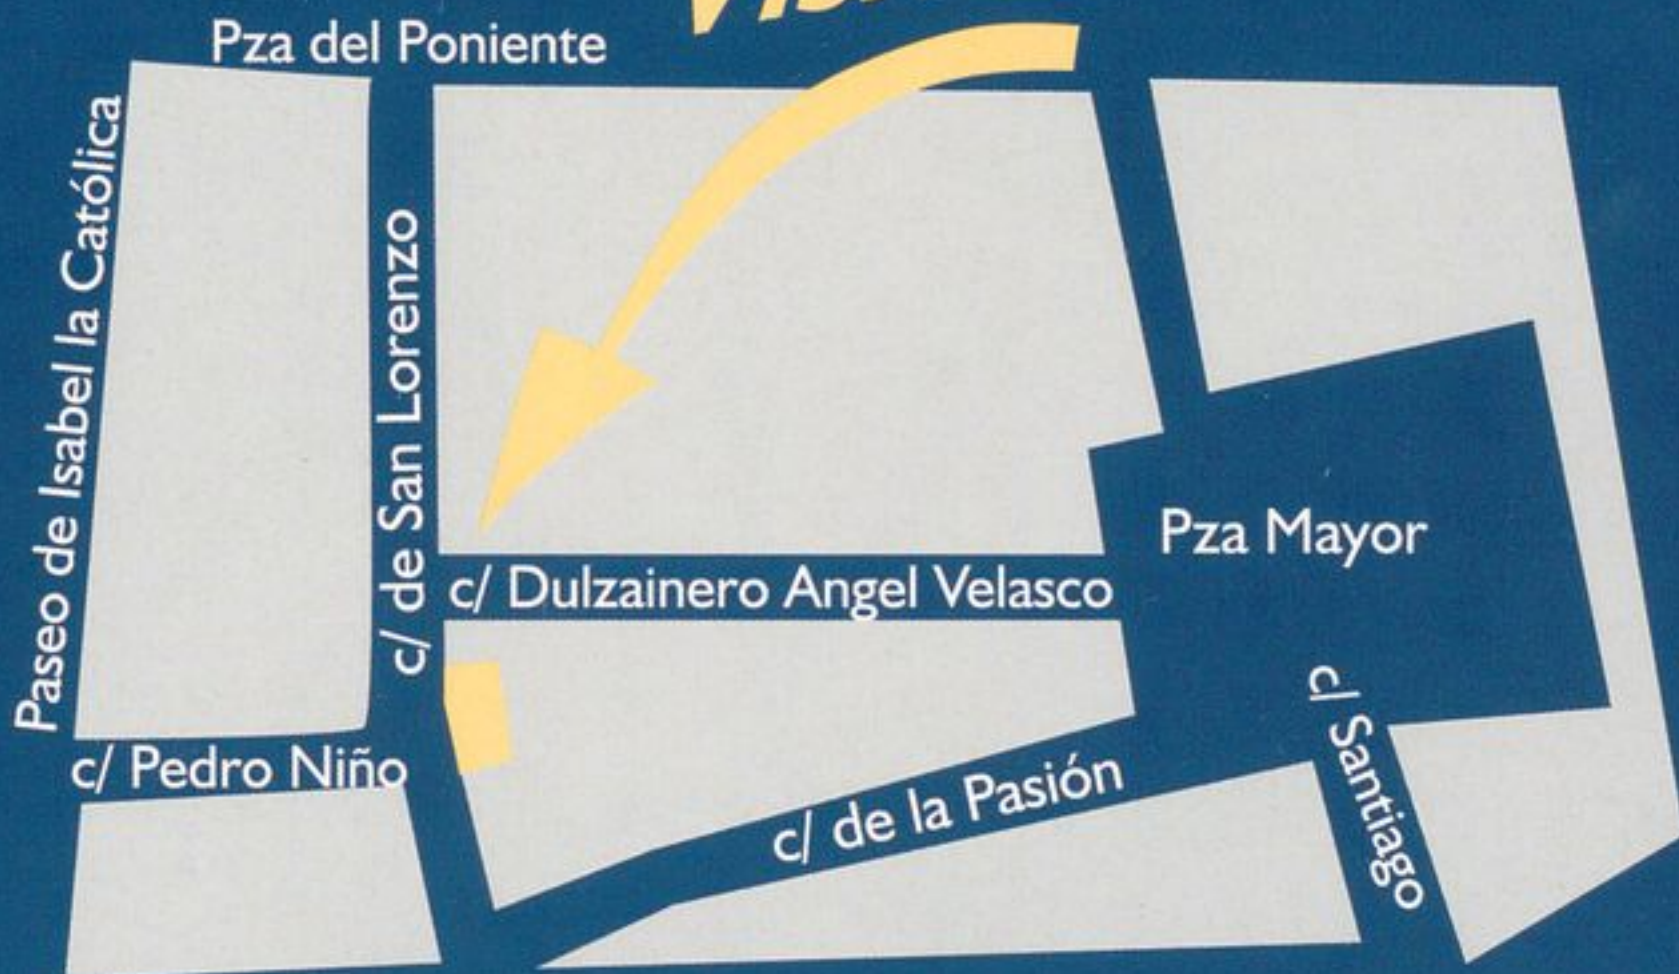 Pza del Poniente
Paseo de Isabel la Católica
c/ de San Lorenzo
c/ Dulzainero Angel Velasco
Pza Mayor
c/ Pedro Niño
c/ de la Pasión
c/ Santiago